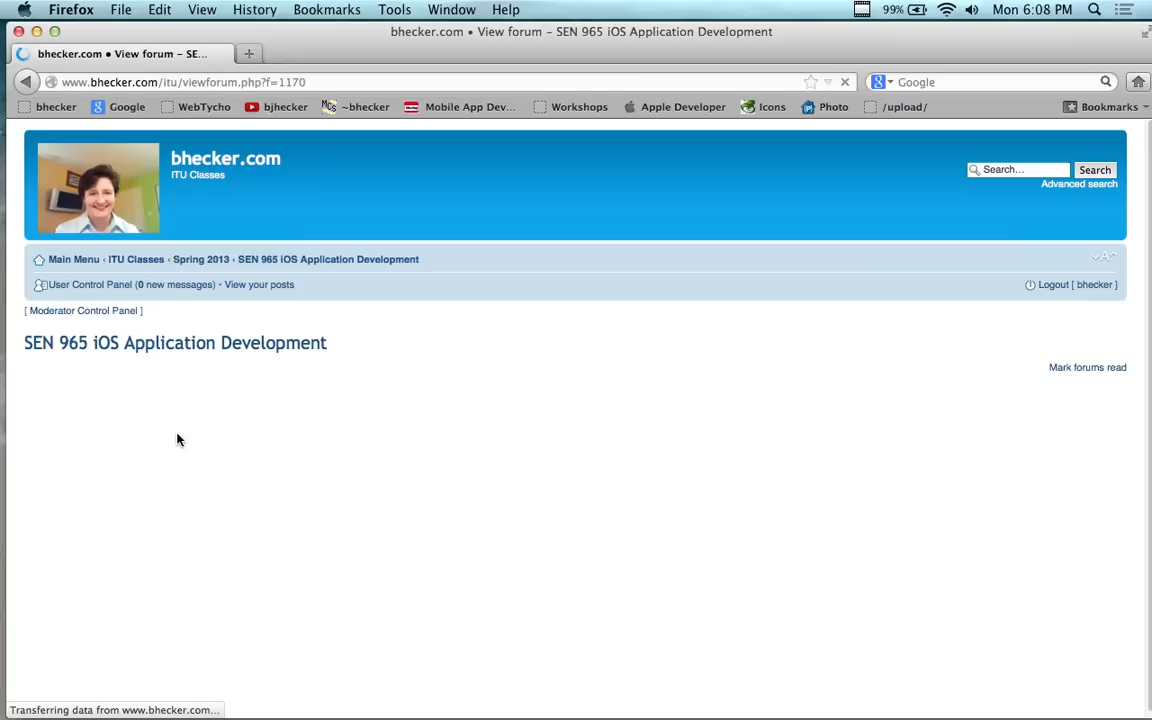 Firefox File Edit View History Bookmarks Tools Window Help 99% Mon 6:08 PM
bhecker.com • View forum – SEN 965 iOS Application Development
bhecker.com • View forum – SE...
www.bhecker.com/itu/viewforum.php?f=1170 Google
bhecker Google WebTycho bjhecker ~bhecker Mobile App Dev... Workshops Apple Developer Icons Photo /upload/ Bookmarks
bhecker.com
ITU Classes
Search... Search
Advanced search
Main Menu ‹ ITU Classes ‹ Spring 2013 ‹ SEN 965 iOS Application Development
User Control Panel (0 new messages) • View your posts Logout [ bhecker ]
[ Moderator Control Panel ]
SEN 965 iOS Application Development
Mark forums read
Transferring data from www.bhecker.com...